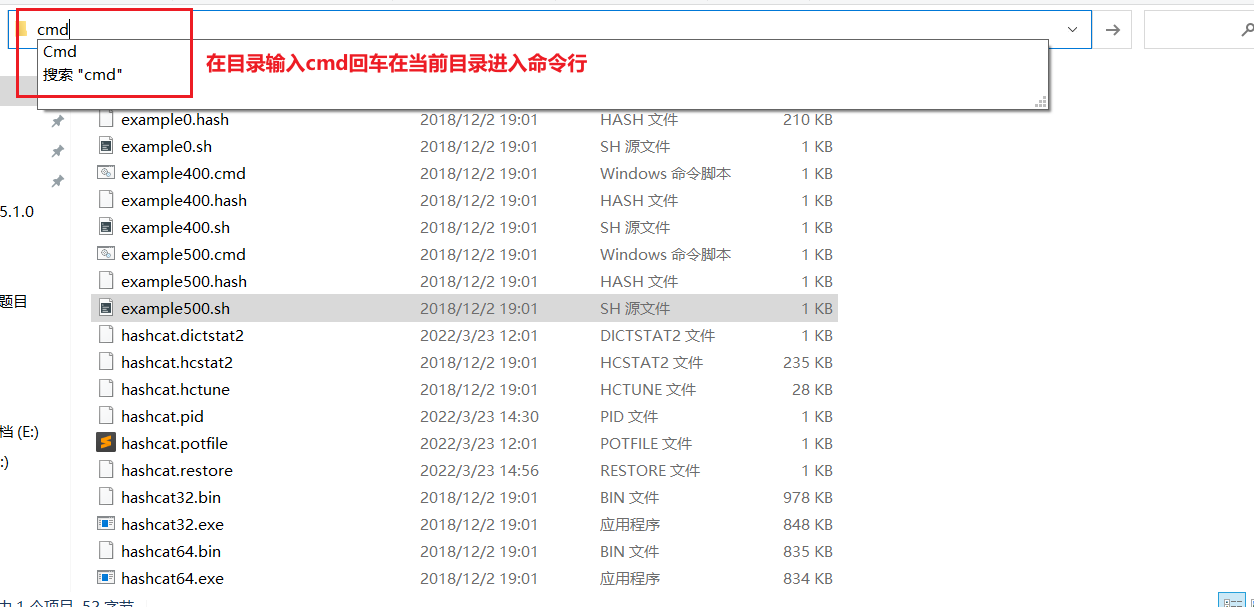 cmd
Cmd
搜索 "cmd"
在目录输入cmd回车在当前目录进入命令行
example0.hash 2018/12/2 19:01 HASH 文件 210 KB
example0.sh 2018/12/2 19:01 SH 源文件 1 KB
example400.cmd 2018/12/2 19:01 Windows 命令脚本 1 KB
example400.hash 2018/12/2 19:01 HASH 文件 1 KB
5.1.0
example400.sh 2018/12/2 19:01 SH 源文件 1 KB
example500.cmd 2018/12/2 19:01 Windows 命令脚本 1 KB
example500.hash 2018/12/2 19:01 HASH 文件 1 KB
题目
example500.sh 2018/12/2 19:01 SH 源文件 1 KB
hashcat.dictstat2 2022/3/23 12:01 DICTSTAT2 文件 1 KB
hashcat.hcstat2 2018/12/2 19:01 HCSTAT2 文件 235 KB
hashcat.hctune 2018/12/2 19:01 HCTUNE 文件 28 KB
hashcat.pid 2022/3/23 14:30 PID 文件 1 KB
档 (E:)
hashcat.potfile 2022/3/23 12:01 POTFILE 文件 1 KB
:)
hashcat.restore 2022/3/23 14:56 RESTORE 文件 1 KB
hashcat32.bin 2018/12/2 19:01 BIN 文件 978 KB
hashcat32.exe 2018/12/2 19:01 应用程序 848 KB
hashcat64.bin 2018/12/2 19:01 BIN 文件 835 KB
hashcat64.exe 2018/12/2 19:01 应用程序 834 KB
中 1 个项目 52 字节